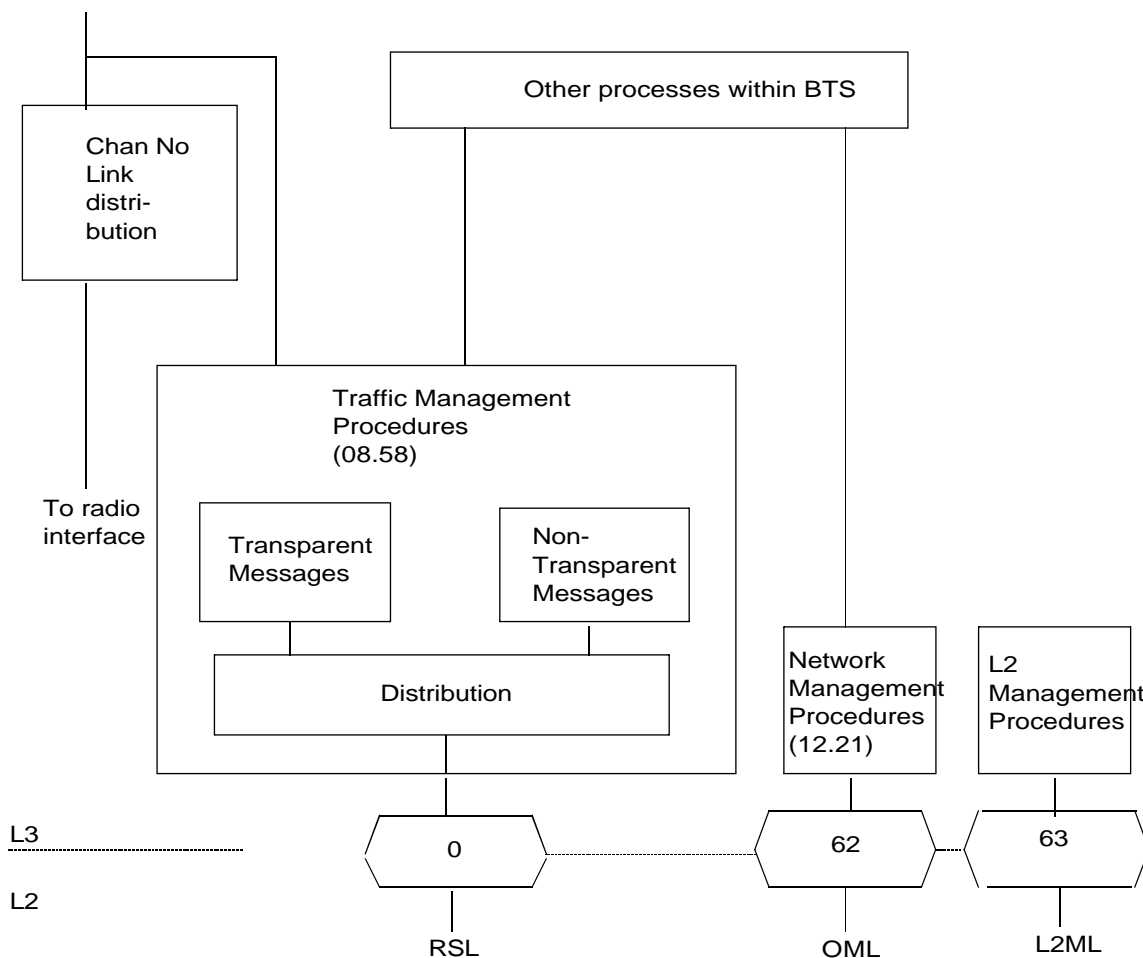 Other processes within BTS
Chan No
Link
distri-
bution
Traffic Management
Procedures
(08.58)
To radio
interface
Transparent
Messages
Non-
Transparent
Messages
Distribution
Network
Management
Procedures
(12.21)
L2
Management
Procedures
L3
0
62
63
L2
RSL
OML
L2ML